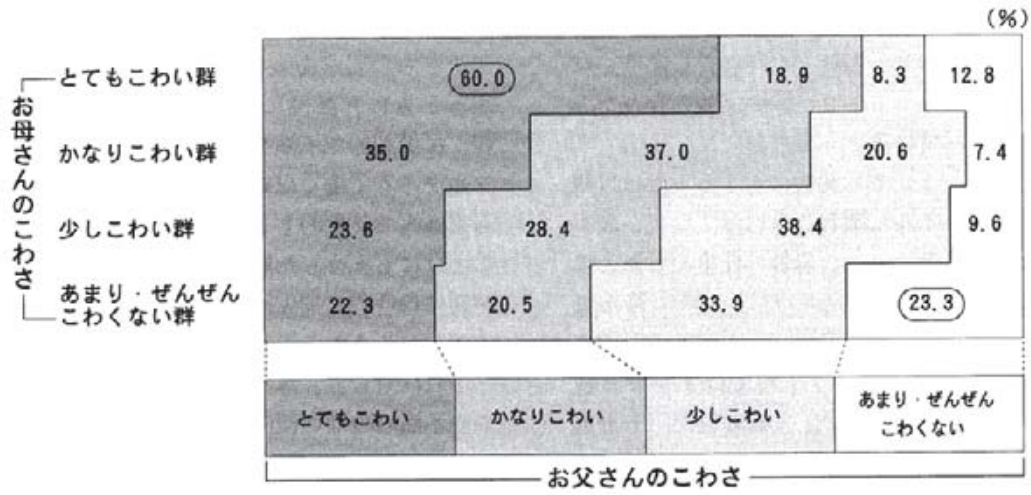 (%)
お母さんのこわさ
とてもこわい群
60.0 18.9 8.3 12.8
かなりこわい群
35.0 37.0 20.6 7.4
少しこわい群
23.6 28.4 38.4 9.6
あまり・ぜんぜん
こわくない群
22.3 20.5 33.9 23.3
とてもこわい かなりこわい 少しこわい あまり・ぜんぜん
こわくない
お父さんのこわさ